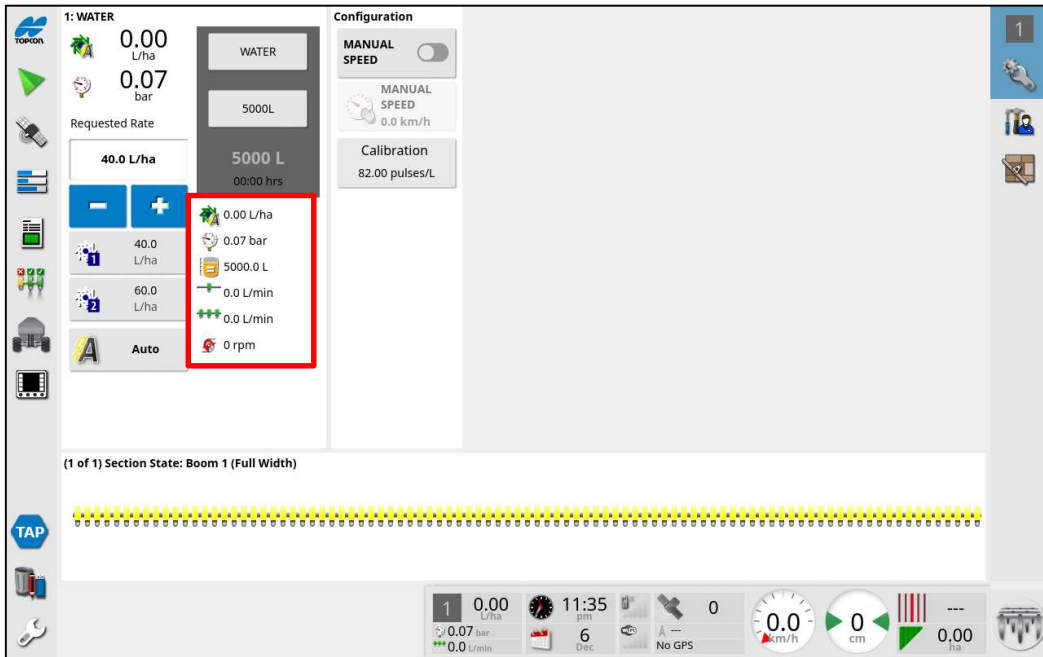 TOPCON
1: WATER
0.00
L/ha
0.07
bar
Requested Rate
40.0 L/ha
1
40.0
L/ha
2
60.0
L/ha
A
Auto
WATER
5000L
5000 L
00:00 hrs
0.00 L/ha
0.07 bar
5000.0 L
0.0 L/min
0.0 L/min
0 rpm
Configuration
MANUAL
SPEED
MANUAL
SPEED
0.0 km/h
Calibration
82.00 pulses/L
1
(1 of 1) Section State: Boom 1 (Full Width)
TAP
1
0.00
L/ha
0.07 bar
0.0 L/min
11:35
pm
6
Dec
0
A ---
No GPS
0.0
km/h
0
cm
---
0.00
ha